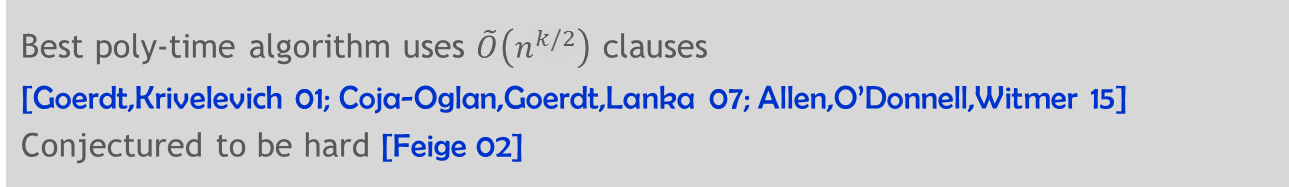 Best poly-time algorithm uses Õ(n^{k/2}) clauses
[Goerdt,Krivelevich 01; Coja-Oglan,Goerdt,Lanka 07; Allen,O’Donnell,Witmer 15]
Conjectured to be hard [Feige 02]